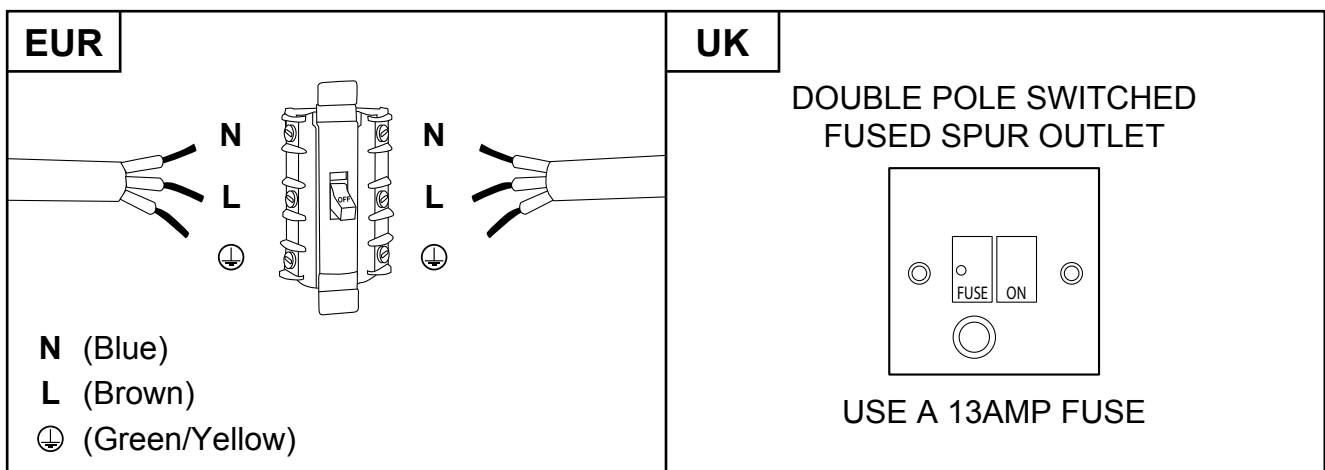 EUR
N
N
L
L
OFF
N (Blue)
L (Brown)
(Green/Yellow)
UK
DOUBLE POLE SWITCHED
FUSED SPUR OUTLET
FUSE ON
USE A 13AMP FUSE